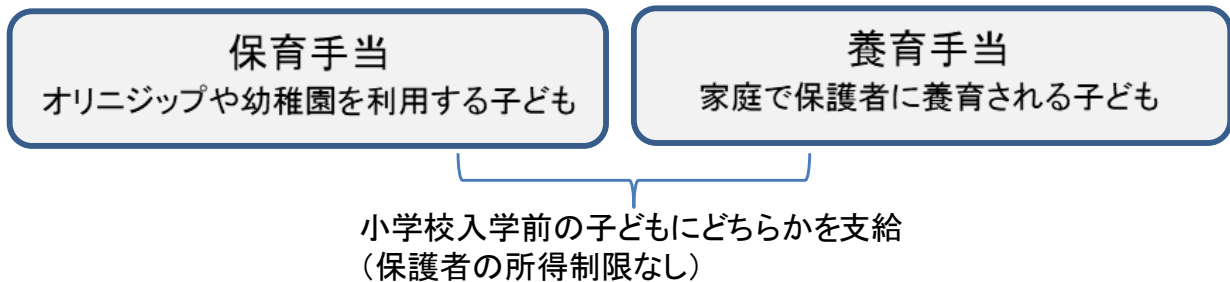 保育手当
オリニジップや幼稚園を利用する子ども
養育手当
家庭で保護者に養育される子ども
小学校入学前の子どもにどちらかを支給
（保護者の所得制限なし）